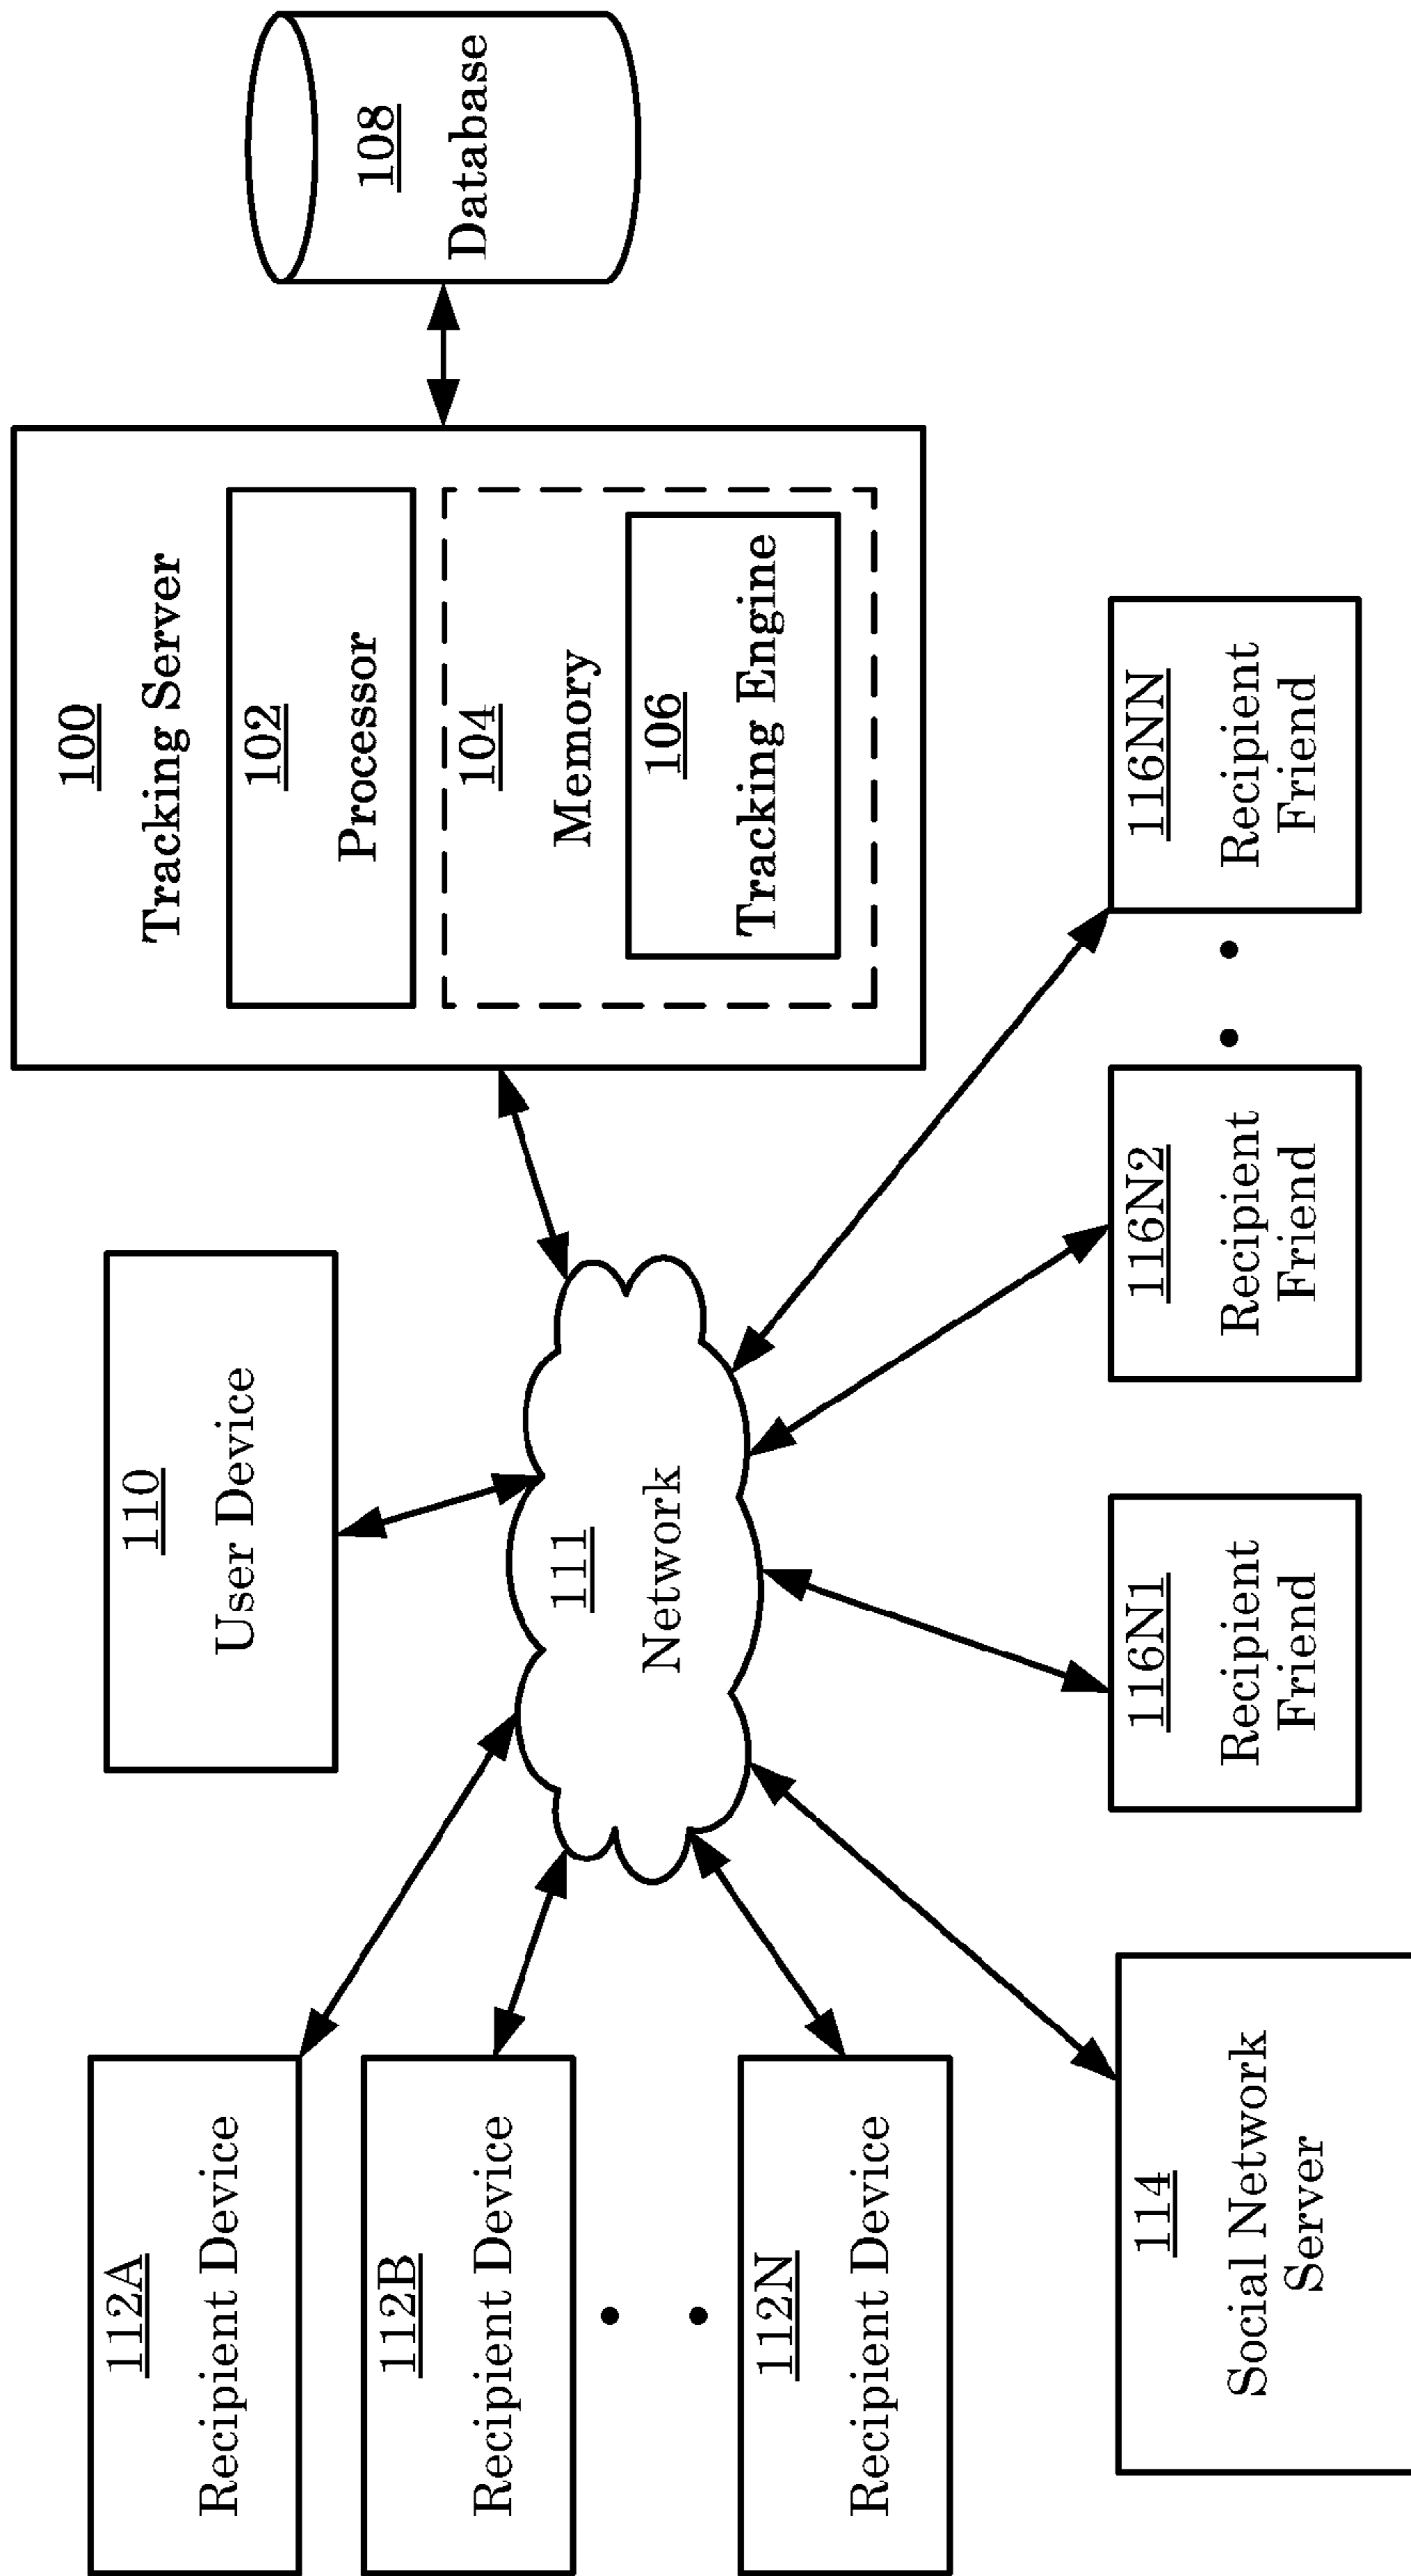 100
Tracking Server
102
Processor
104
Memory
106
Tracking Engine
108
Database
110
User Device
111
Network
112A
Recipient Device
112B
Recipient Device
112N
Recipient Device
114
Social Network
Server
116N1
Recipient
Friend
116N2
Recipient
Friend
116NN
Recipient
Friend